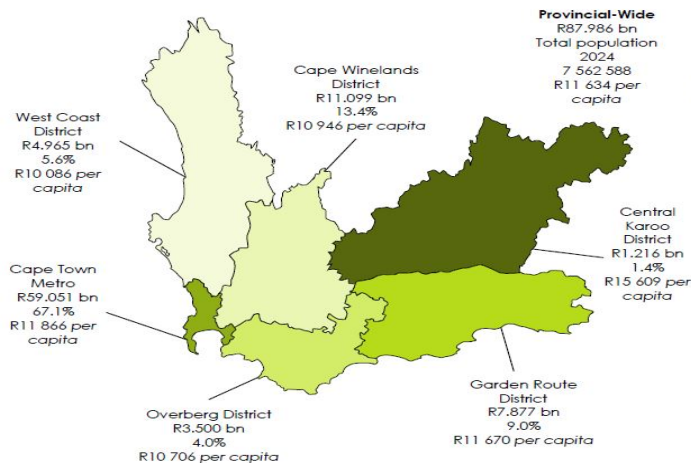 Provincial-Wide
R87.986 bn
Total population
2024
7 562 588
R11 634 per
capita
Cape Winelands
District
R11.099 bn
13.4%
R10 946 per capita
West Coast
District
R4.965 bn
5.6%
R10 086 per
capita
Central
Karoo
District
R1.216 bn
1.4%
R15 609 per
capita
Cape Town
Metro
R59.051 bn
67.1%
R11 866 per
capita
Garden Route
District
R7.877 bn
9.0%
R11 670 per capita
Overberg District
R3.500 bn
4.0%
R10 706 per capita